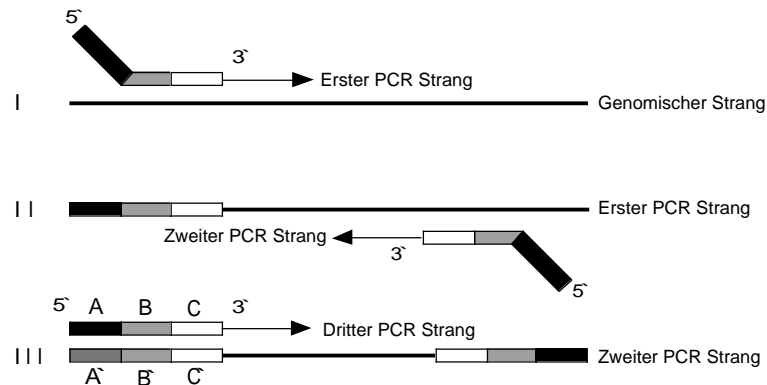 5`
3`
Erster PCR Strang
I
Genomischer Strang
II
Erster PCR Strang
Zweiter PCR Strang
3`
5`
5`
A B C 3`
Dritter PCR Strang
III
Zweiter PCR Strang
A` B` C`